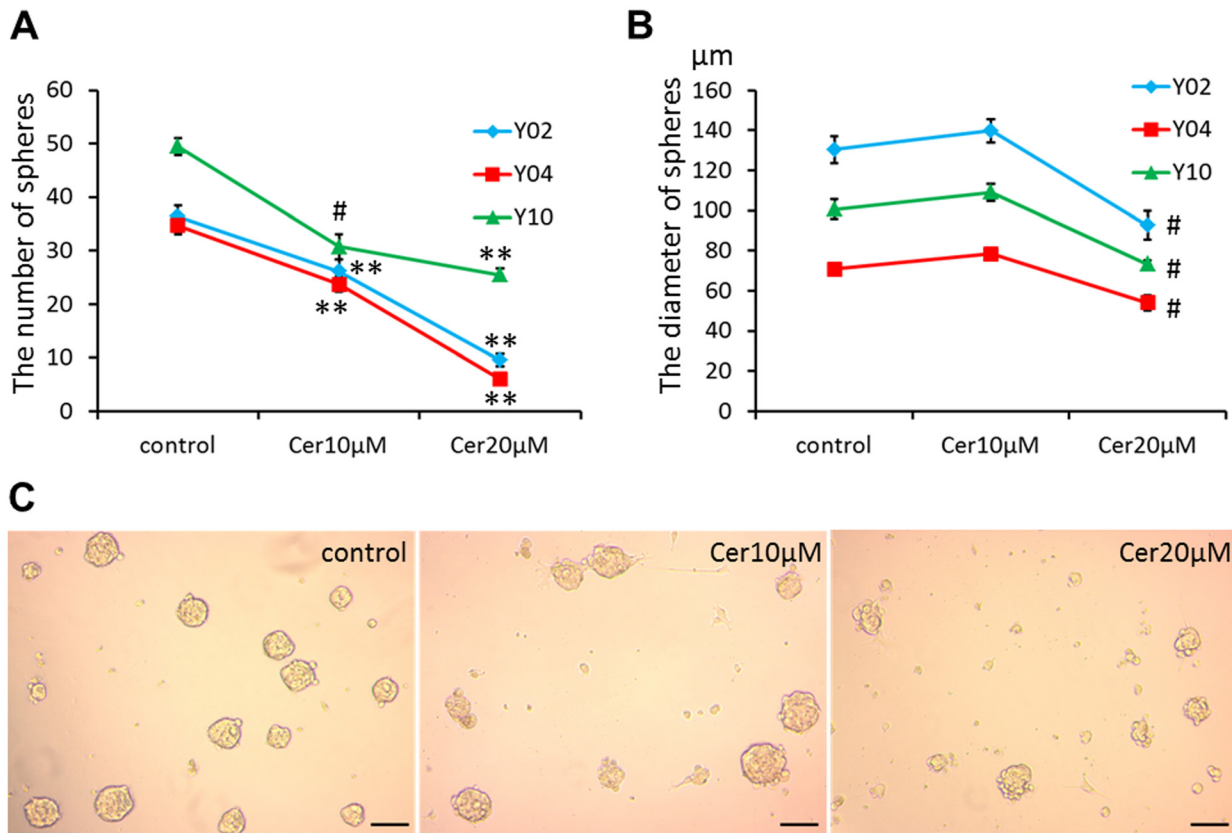 A
The number of spheres
60
50
40
30
20
10
0
#
**
**
**
**
**
control
Cer10µM
Cer20µM
Y02
Y04
Y10
B
µm
The diameter of spheres
160
140
120
100
80
60
40
20
0
#
#
#
control
Cer10µM
Cer20µM
Y02
Y04
Y10
C
control
Cer10µM
Cer20µM